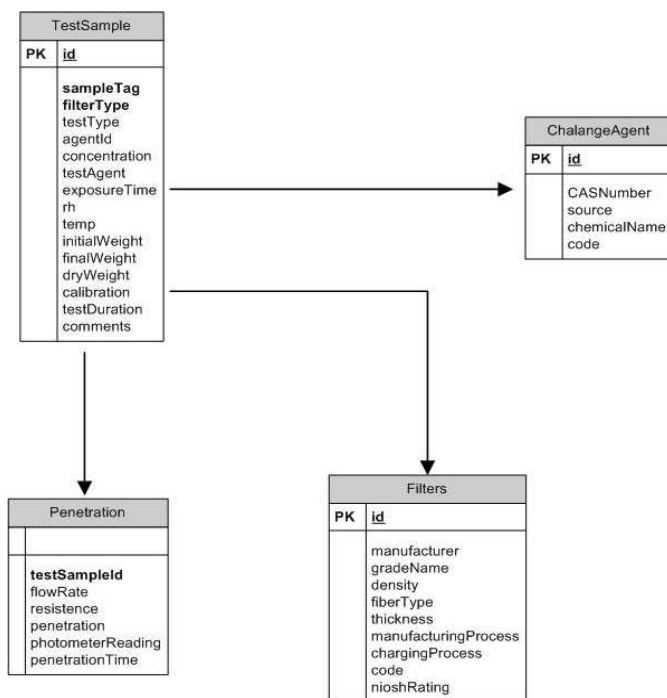 TestSample
PK id
sampleTag
filterType
testType
agentId
concentration
testAgent
exposureTime
rh
temp
initialWeight
finalWeight
dryWeight
calibration
testDuration
comments
ChalangeAgent
PK id
CASNumber
source
chemicalName
code
Penetration
testSampleId
flowRate
resistence
penetration
photometerReading
penetrationTime
Filters
PK id
manufacturer
gradeName
density
fiberType
thickness
manufacturingProcess
chargingProcess
code
nioshRating